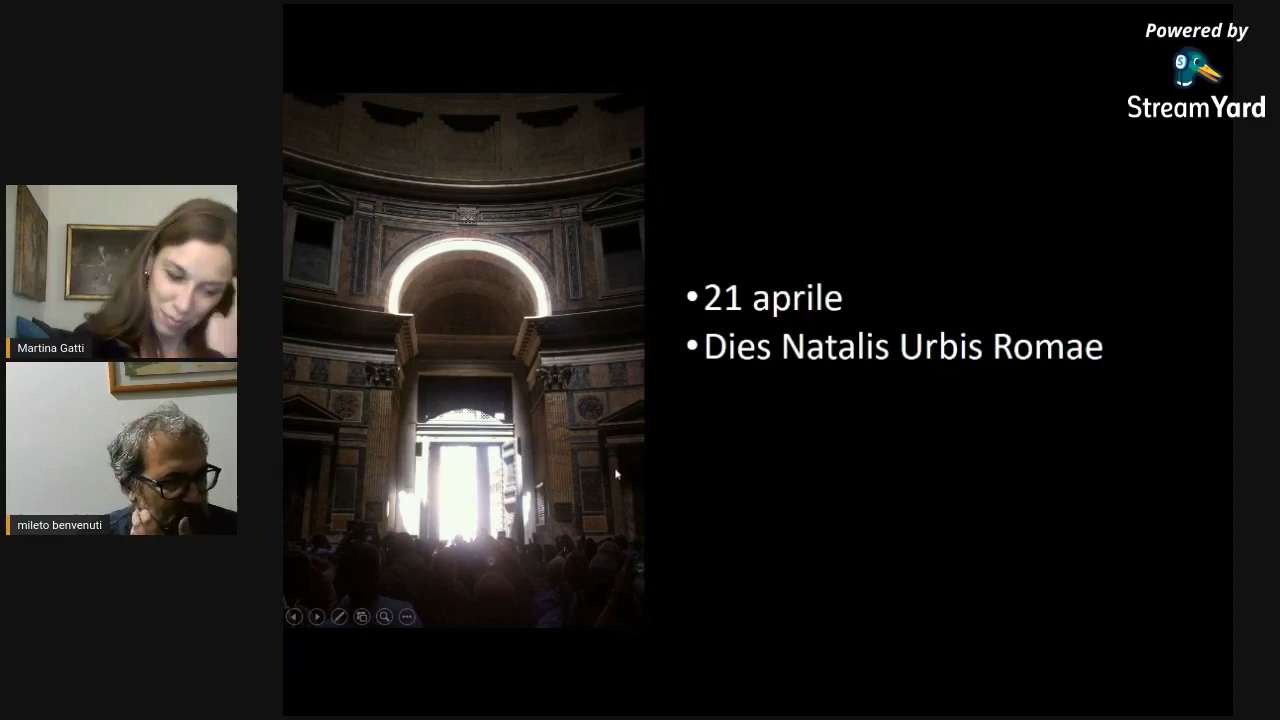 Powered by
StreamYard
Martina Gatti
mileto benvenuti
• 21 aprile
• Dies Natalis Urbis Romae